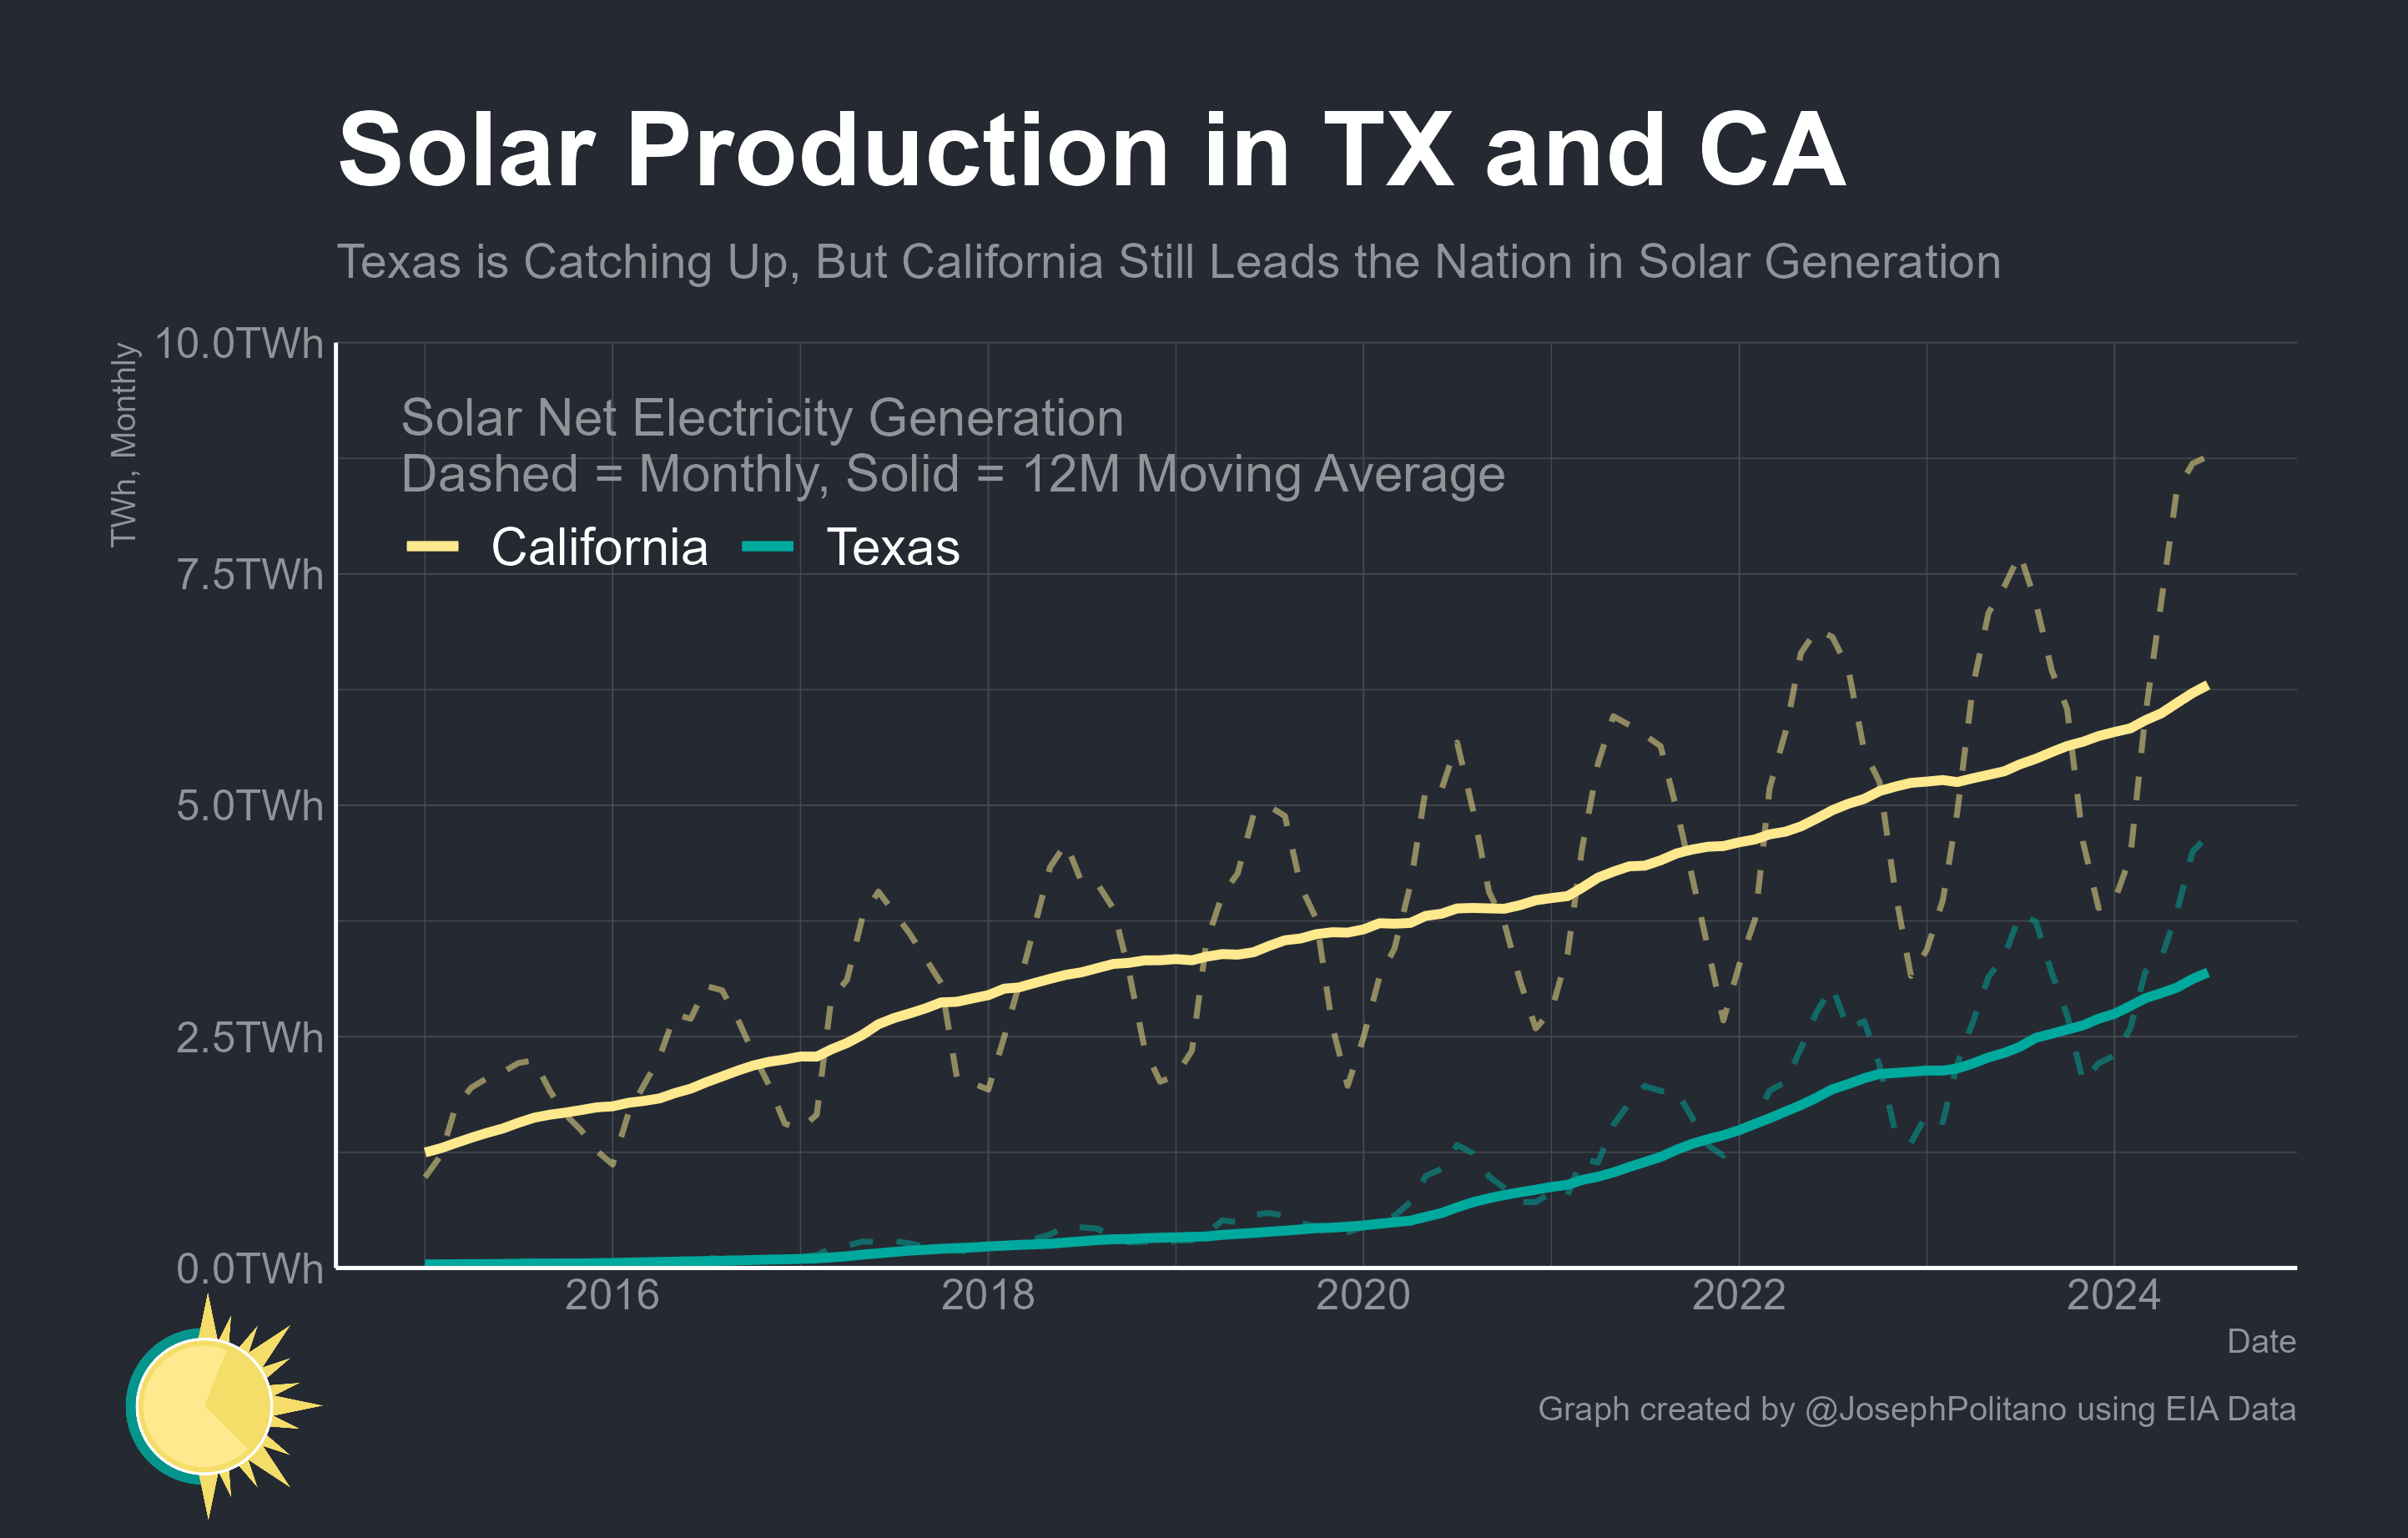 Solar Production in TX and CA
Texas is Catching Up, But California Still Leads the Nation in Solar Generation
TWh, Monthly
10.0TWh
7.5TWh
5.0TWh
2.5TWh
0.0TWh
Solar Net Electricity Generation
Dashed = Monthly, Solid = 12M Moving Average
California Texas
2016 2018 2020 2022 2024
Date
Graph created by @JosephPolitano using EIA Data